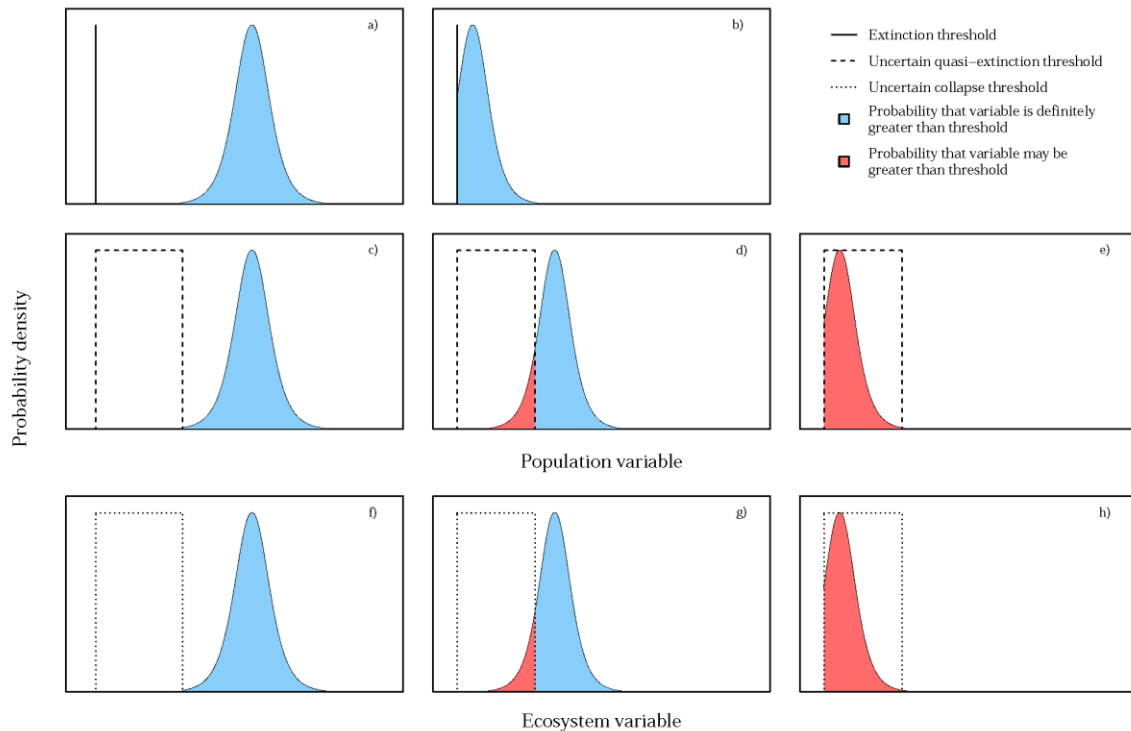 a)
b)
Extinction threshold
Uncertain quasi–extinction threshold
Uncertain collapse threshold
Probability that variable is definitely
greater than threshold
Probability that variable may be
greater than threshold
c)
d)
e)
Probability density
Population variable
f)
g)
h)
Ecosystem variable